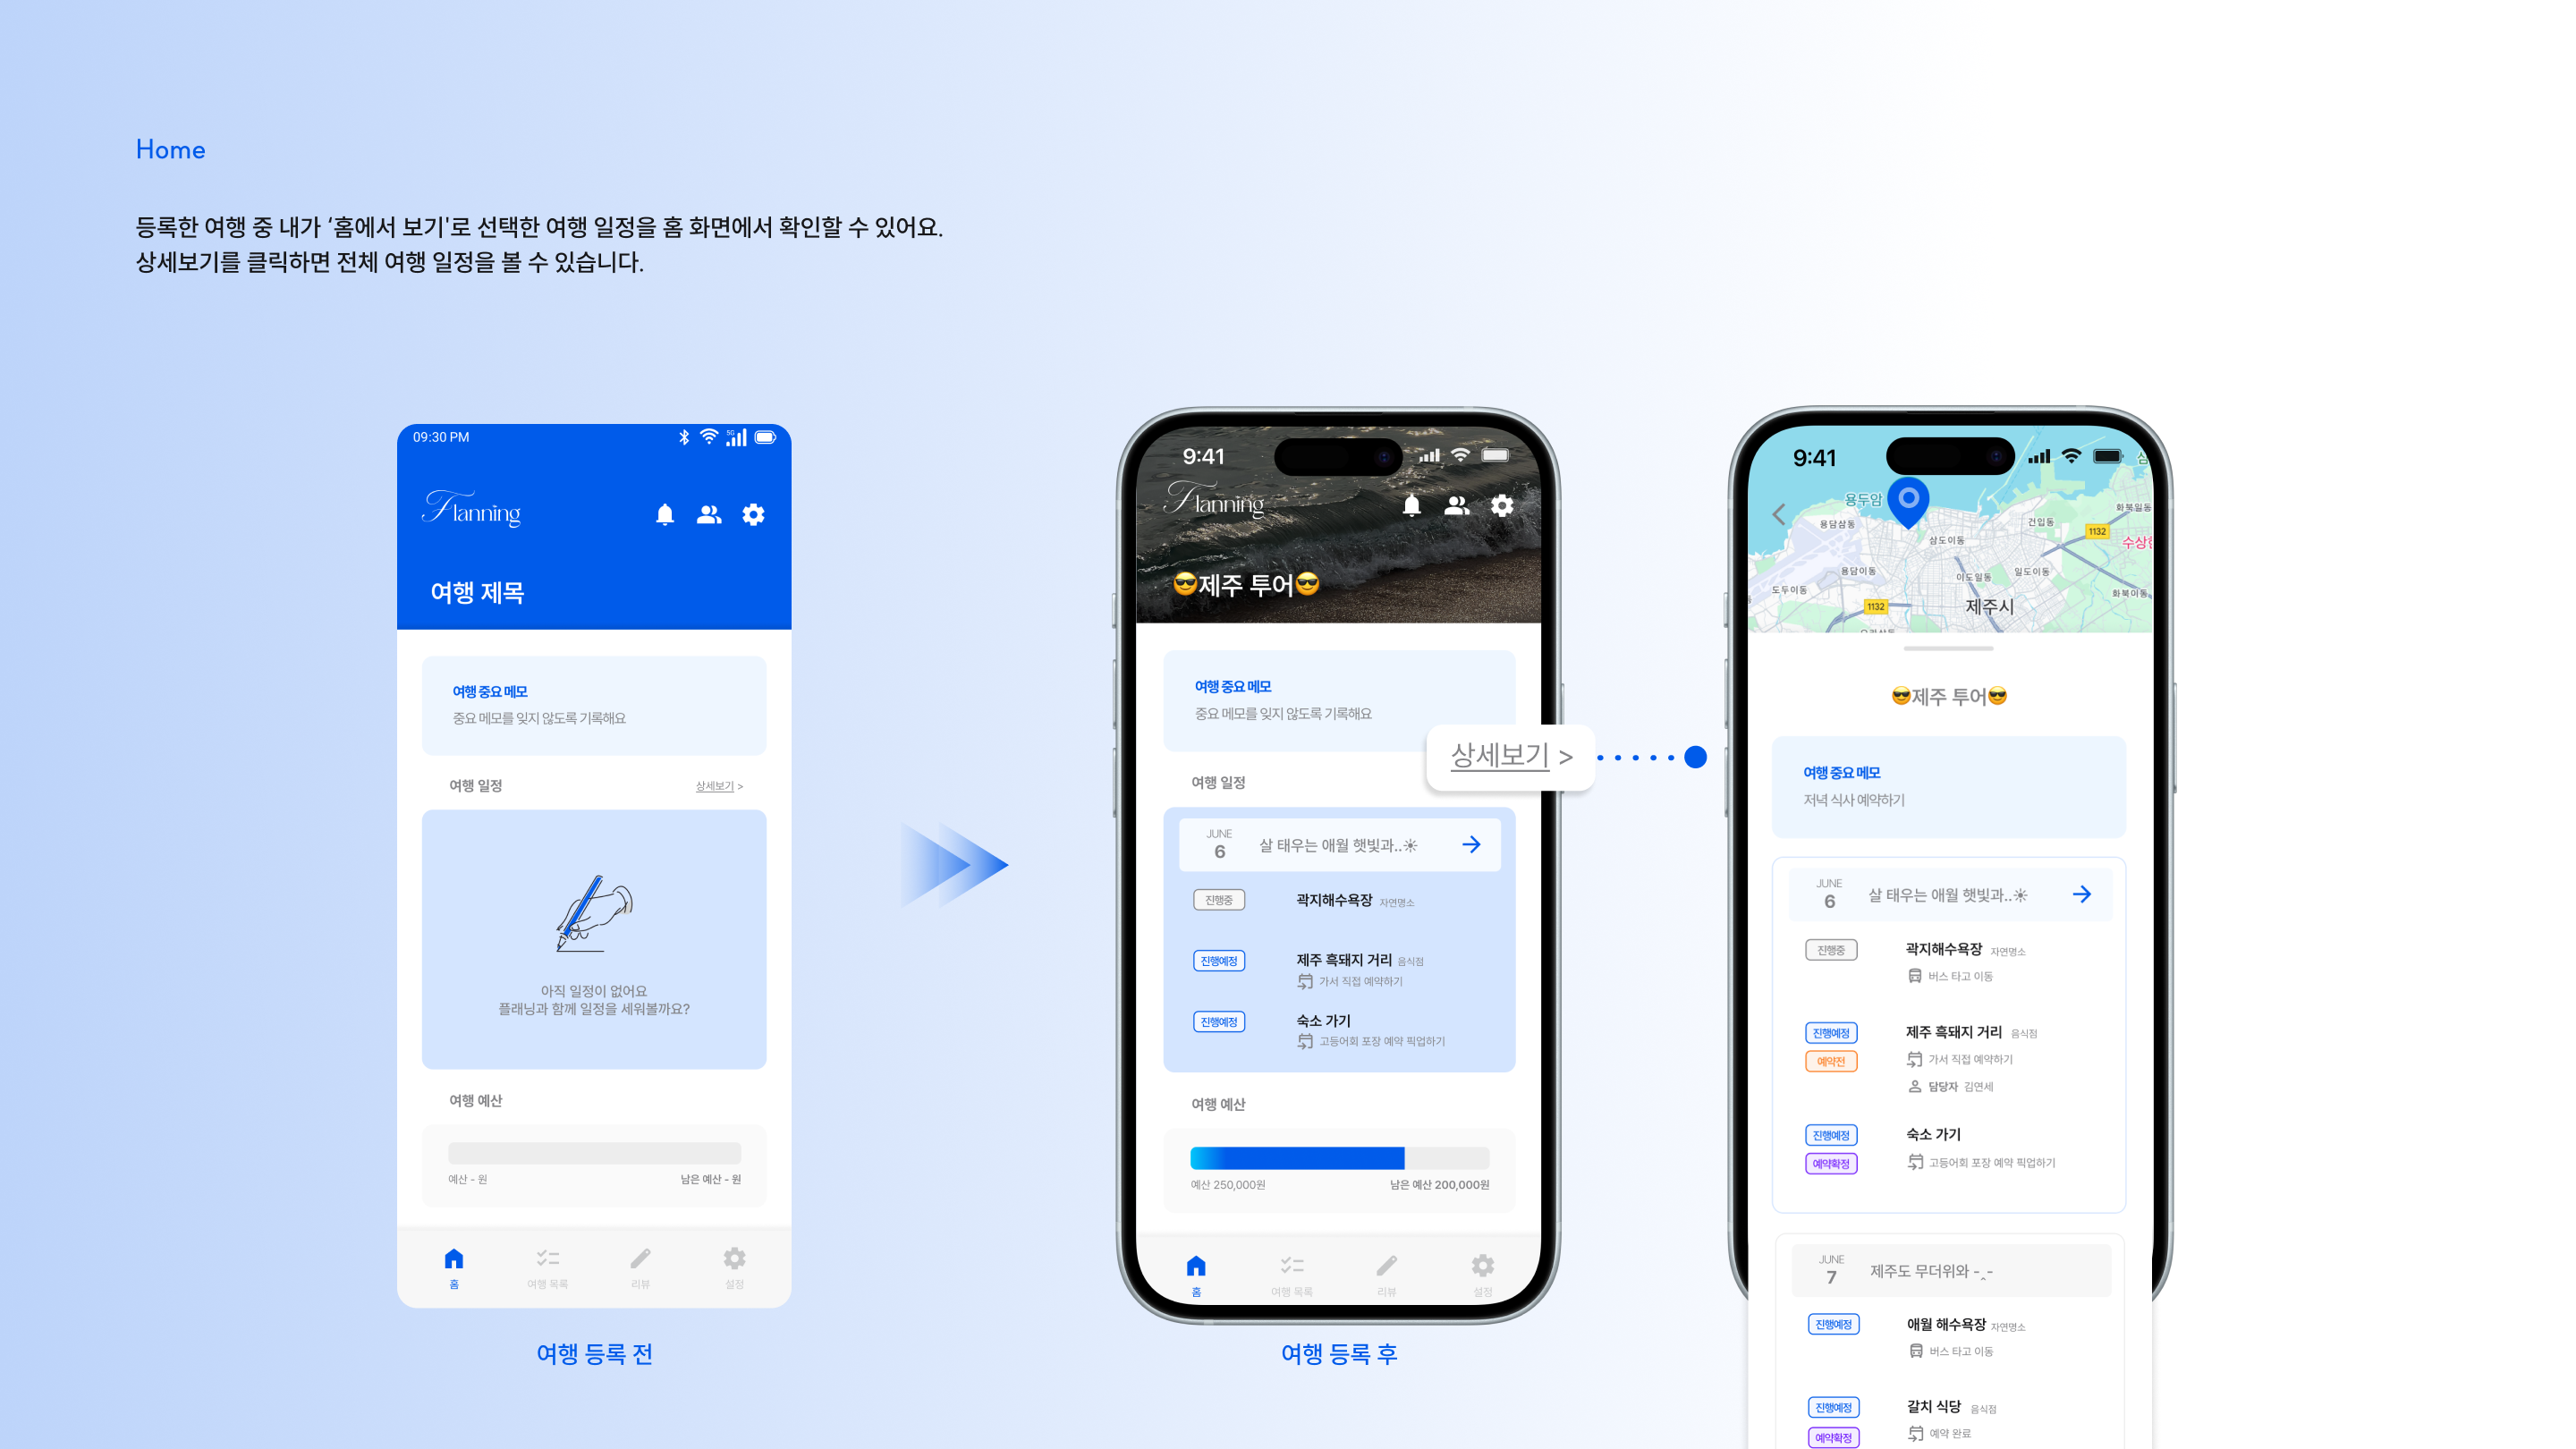 Home
등록한 여행 중 내가 ‘홈에서 보기'로 선택한 여행 일정을 홈 화면에서 확인할 수 있어요.
상세보기를 클릭하면 전체 여행 일정을 볼 수 있습니다.
09:30 PM
5G
Flanning
여행 제목
여행 중요 메모
중요 메모를 잊지 않도록 기록해요
여행 일정
상세보기 >
아직 일정이 없어요
플래닝과 함께 일정을 세워볼까요?
여행 예산
예산 - 원
남은 예산 - 원
홈
여행 목록
리뷰
설정
여행 등록 전
9:41
Flanning
😎제주 투어😎
여행 중요 메모
중요 메모를 잊지 않도록 기록해요
상세보기 >
여행 일정
JUNE
6
살 태우는 애월 햇빛과..☀
진행중
곽지해수욕장 자연명소
진행예정
제주 흑돼지 거리 음식점
가서 직접 예약하기
진행예정
숙소 가기
고등어회 포장 예약 픽업하기
여행 예산
예산 250,000원
남은 예산 200,000원
홈
여행 목록
리뷰
설정
여행 등록 후
9:41
용두암
용담삼동
건입동
화북일동
1132
삼도이동
수상한
용담이동
이도일동
일도이동
도두이동
화북이동
1132
제주시
😎제주 투어😎
여행 중요 메모
저녁 식사 예약하기
JUNE
6
살 태우는 애월 햇빛과..☀
진행중
곽지해수욕장 자연명소
버스 타고 이동
진행예정
제주 흑돼지 거리 음식점
예약전
가서 직접 예약하기
담당자 김연세
진행예정
숙소 가기
예약확정
고등어회 포장 예약 픽업하기
JUNE
7
제주도 무더위와 -^-
진행예정
애월 해수욕장 자연명소
버스 타고 이동
진행예정
갈치 식당 음식점
예약확정
예약 완료